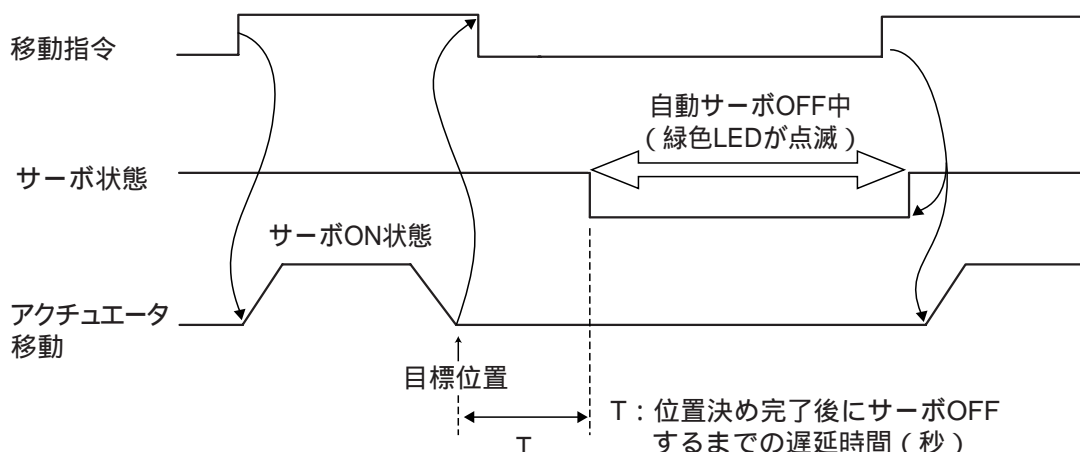 移動指令
自動サーボOFF中
(緑色LEDが点滅)
サーボ状態
サーボON状態
アクチュエータ
移動
目標位置
T
T:位置決め完了後にサーボOFF
するまでの遅延時間(秒)